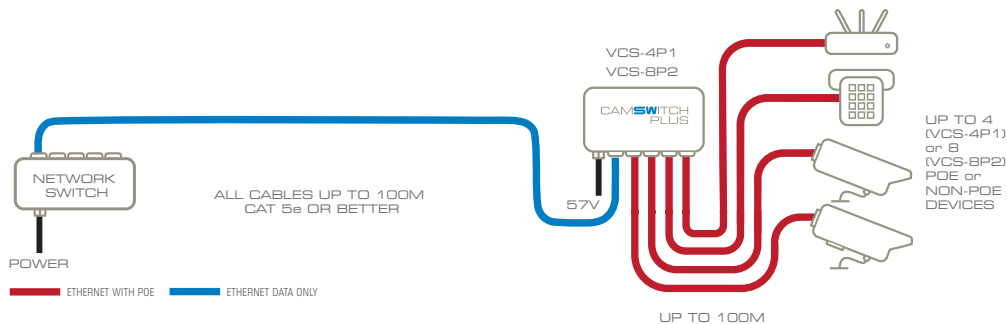 VCS-4P1
VCS-8P2
CAMSWITCH
PLUS
NETWORK
SWITCH
ALL CABLES UP TO 100M
CAT 5e OR BETTER
57V
UP TO 4
(VCS-4P1)
or 8
(VCS-8P2)
POE or
NON-POE
DEVICES
POWER
ETHERNET WITH POE
ETHERNET DATA ONLY
UP TO 100M